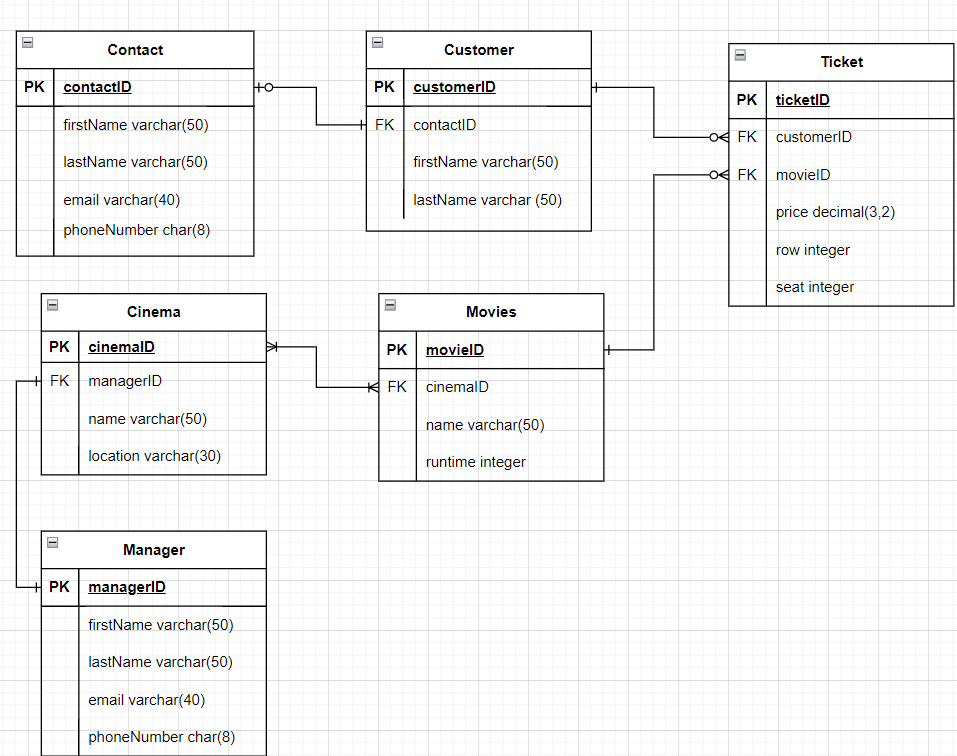 Contact
PK contactID
firstName varchar(50)
lastName varchar(50)
email varchar(40)
phoneNumber char(8)
Customer
PK customerID
FK contactID
firstName varchar(50)
lastName varchar (50)
Ticket
PK ticketID
FK customerID
FK movieID
price decimal(3,2)
row integer
seat integer
Cinema
PK cinemaID
FK managerID
name varchar(50)
location varchar(30)
Movies
PK movieID
FK cinemaID
name varchar(50)
runtime integer
Manager
PK managerID
firstName varchar(50)
lastName varchar(50)
email varchar(40)
phoneNumber char(8)